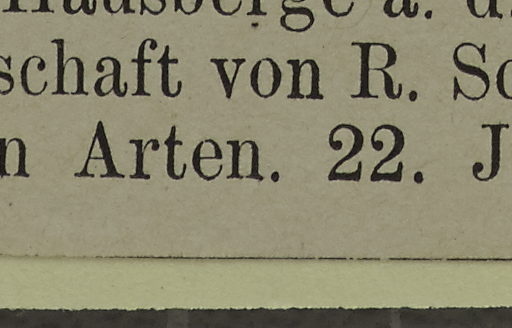 Hausberge a. d.
schaft von R. Sc
n Arten. 22. J